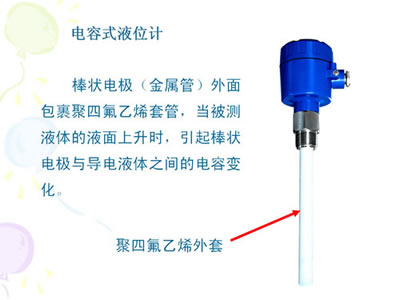 电容式液位计
棒状电极（金属管）外面
包裹聚四氟乙烯套管，当被测
液体的液面上升时，引起棒状
电极与导电液体之间的电容变
化。
聚四氟乙烯外套